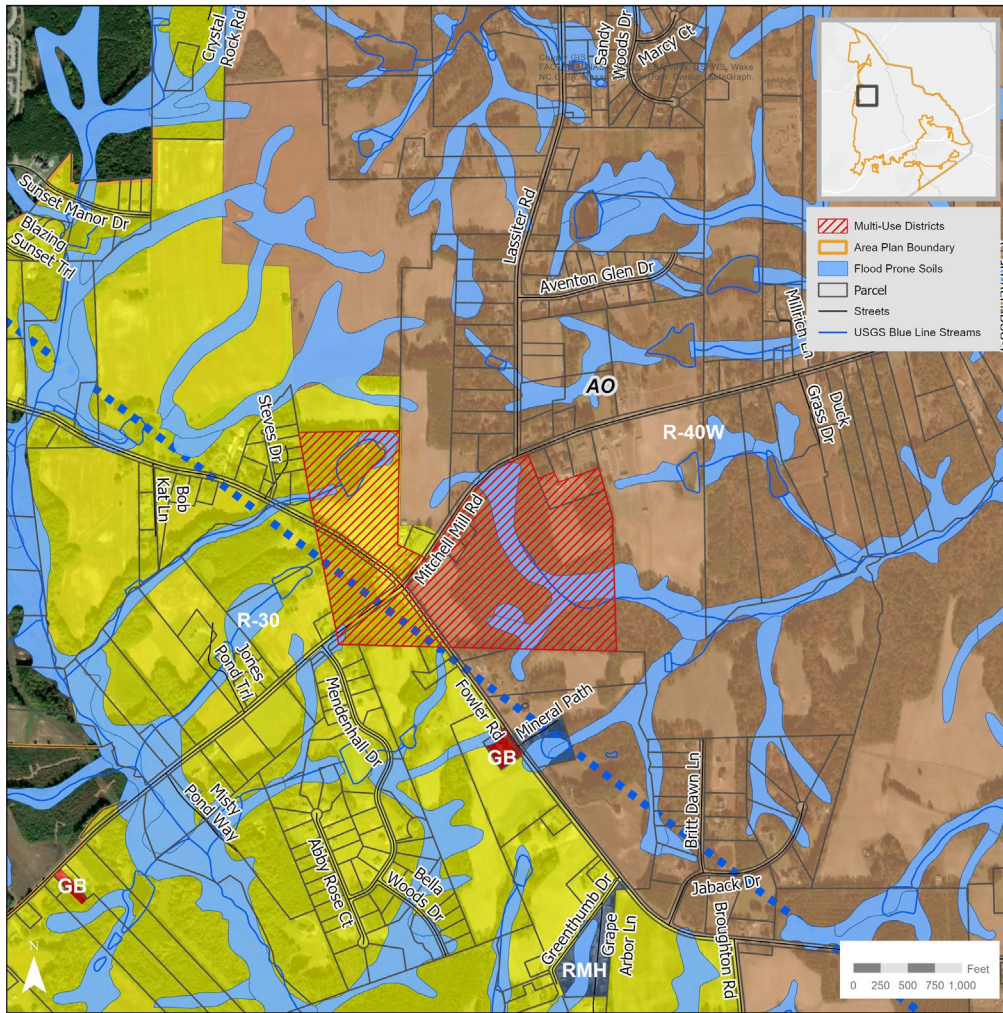 Crystal
Rock Rd
Sandy
Woods Dr
Marcy Ct
Sunset Manor Dr
Blazing
Sunset Trl
Lassiter Rd
Aventon Glen Dr
Millrich Ln
Multi-Use Districts
Area Plan Boundary
Flood Prone Soils
Parcel
Streets
USGS Blue Line Streams
AO
Duck
Grass Dr
R-40W
Steves Dr
Bob
Kat Ln
Mitchell Mill Rd
R-30
Jones
Pond Trl
Mendenhall Dr
Fowler Rd
Mineral Path
GB
Misty
Pond Way
Britt Dawn Ln
GB
Abby Rose Ct
Bella
Woods Dr
Jaback Dr
Greenthumb Dr
Grape
Arbor Ln
Broughton Rd
RMH
N
Feet
0 250 500 750 1,000